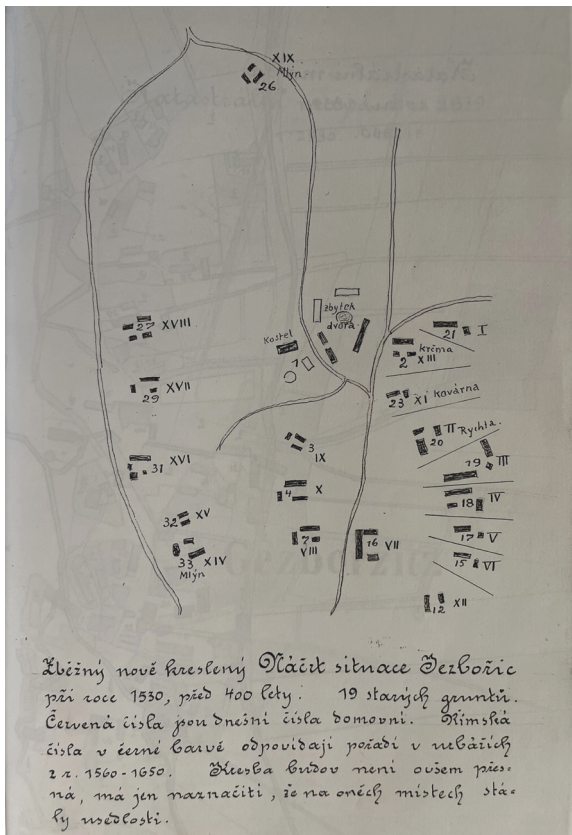 XIX
Mlýn
26
zbytek
dvora
21 I
27 XVIII
Kostel
1
Krčma
2 XIII
29 XVII
23 XI Kovárna
II Rychta.
20
3
IX
19 III
31 XVI
4 X
18 IV
32 XV
17 V
7
VIII
16 VII
33 XIV
Mlýn
15 VI
12 XII
Zběžný nově kreslený Náčrt situace Jezbořic
při roce 1530, před 400 lety. 19 starých gruntů.
Červená čísla jsou dnešní čísla domovní. Římská
čísla v černé barvě odpovídají pořadí v urbářích
z r. 1560-1650. Kresba budov není ovšem přes-
ná, má jen naznačiti, že na oněch místech stá-
ly usedlosti.